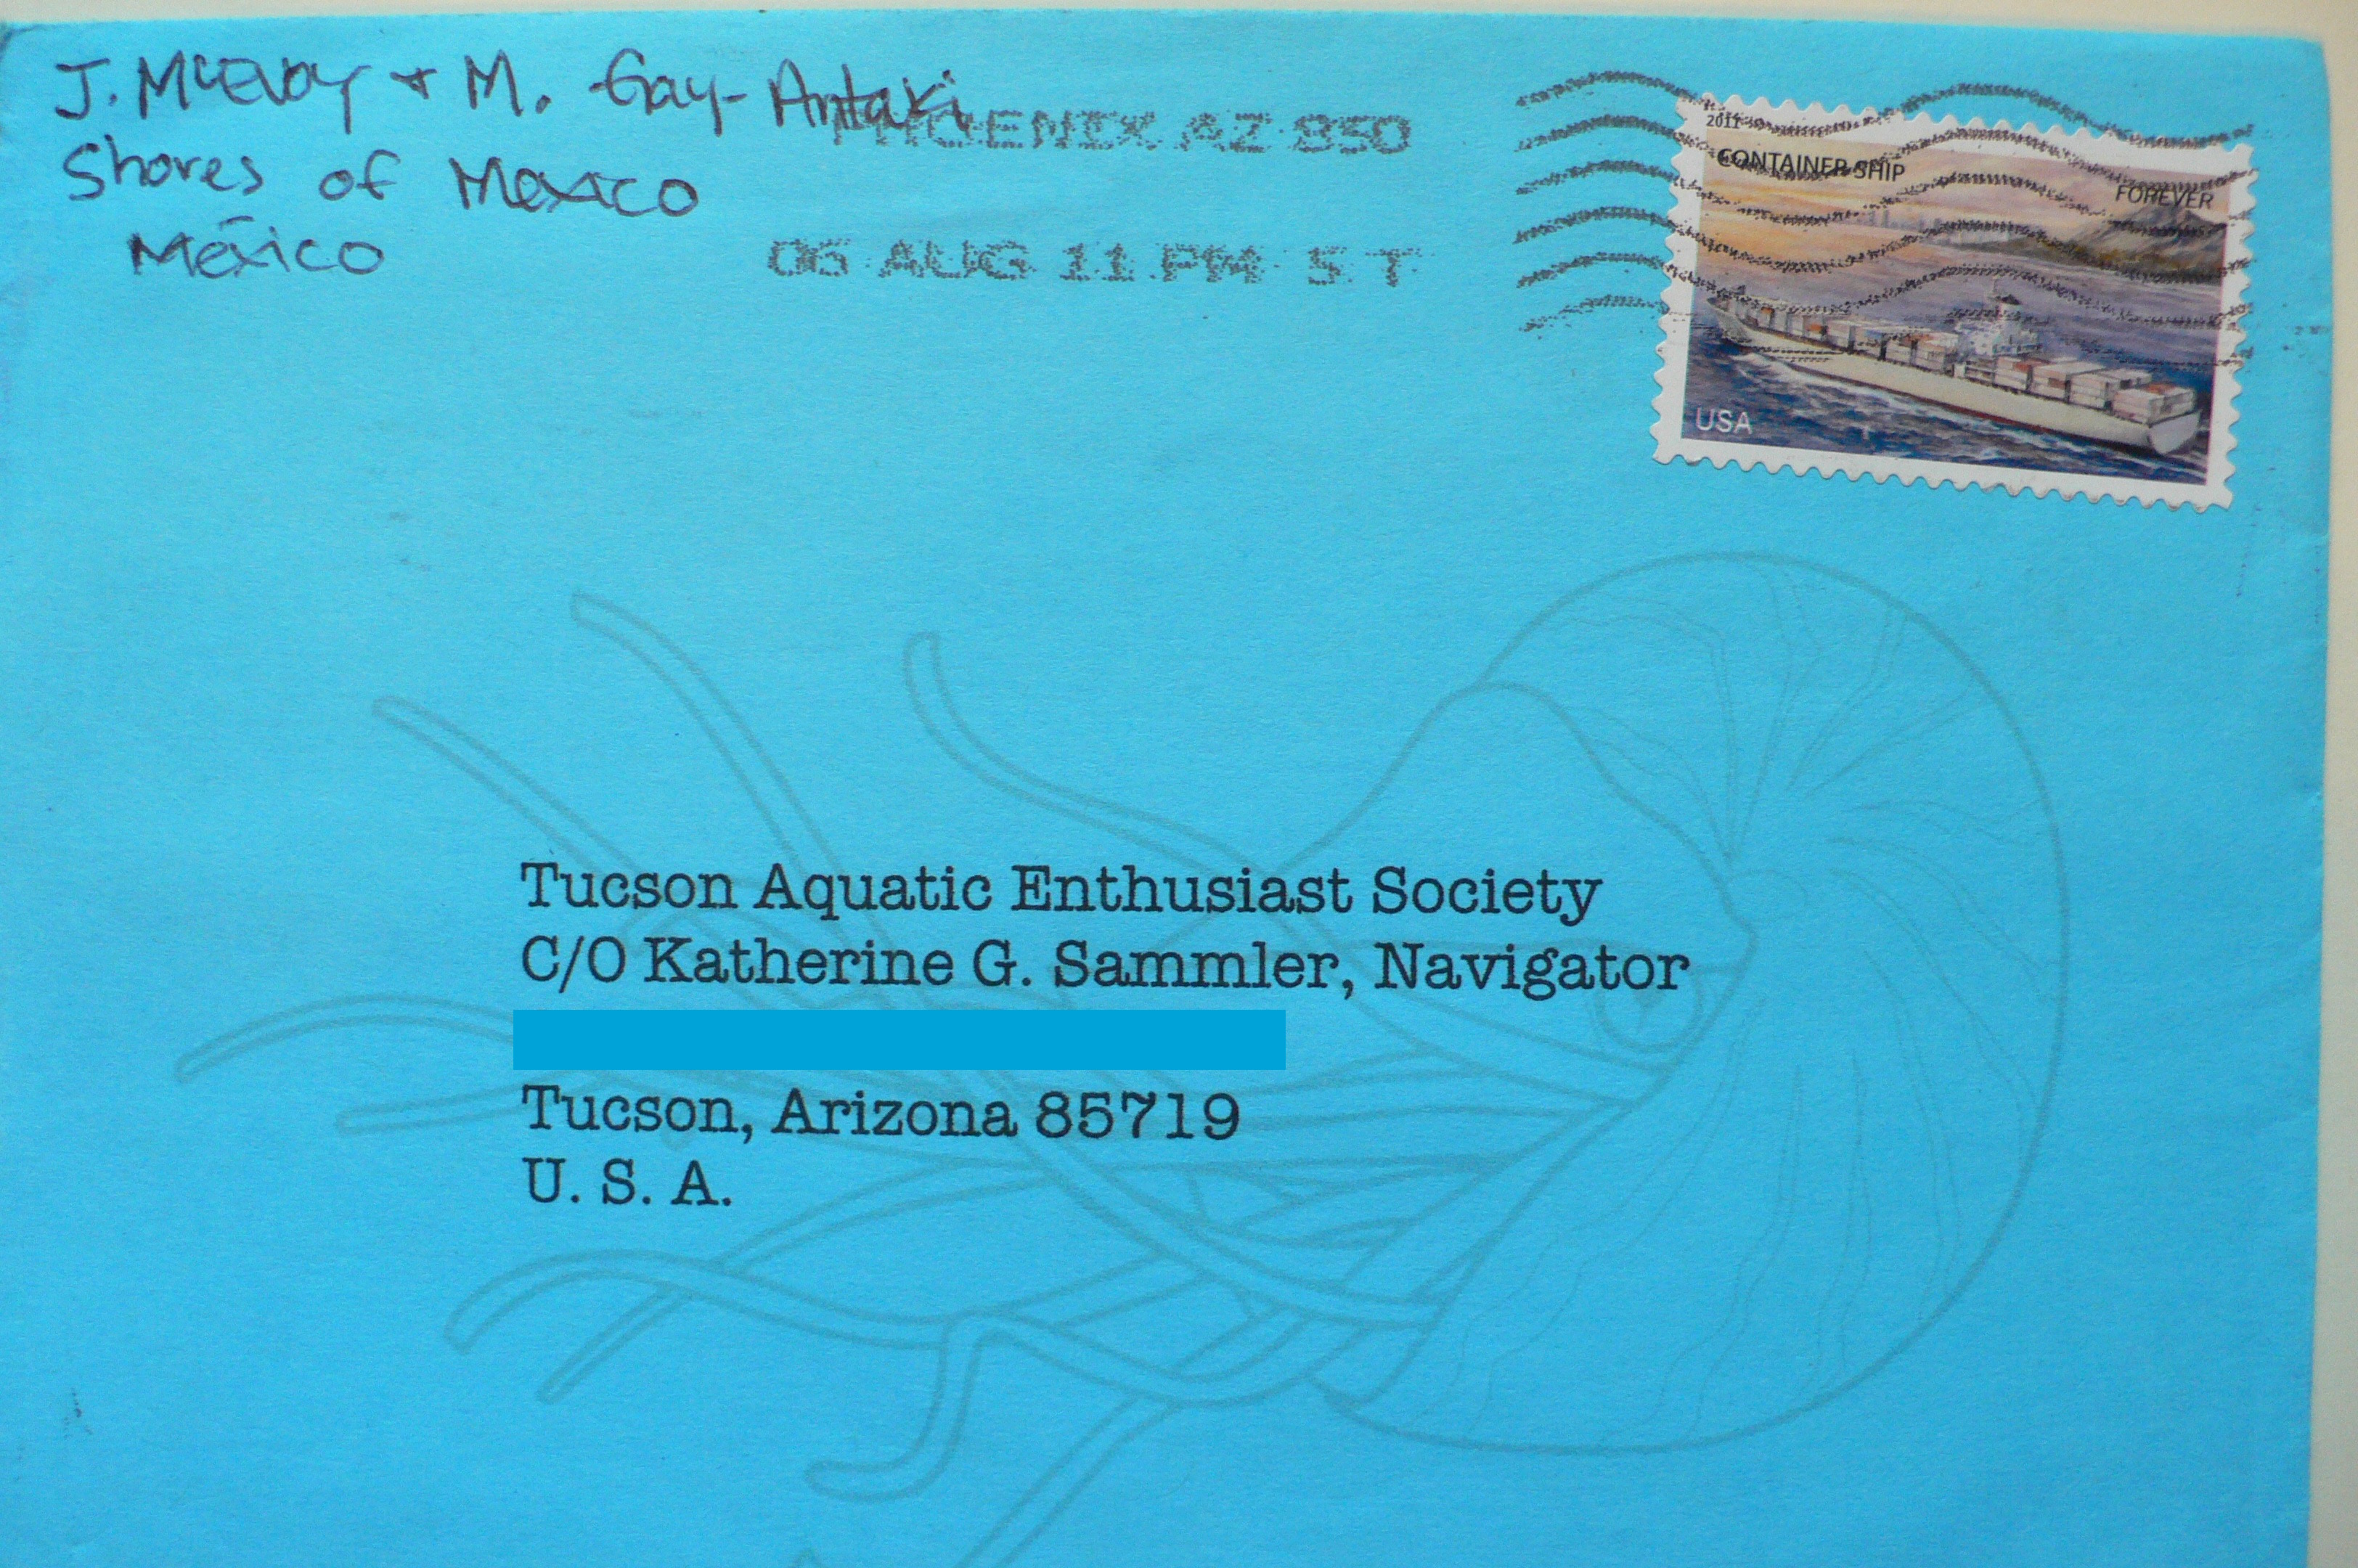 J. McEvoy + M. Gay-Antaki
Shores of Mexico
México
PHOENIX AZ 850
06 AUG 11 PM 5 T
2011
CONTAINER SHIP
FOREVER
USA
Tucson Aquatic Enthusiast Society
C/O Katherine G. Sammler, Navigator
Tucson, Arizona 85719
U. S. A.